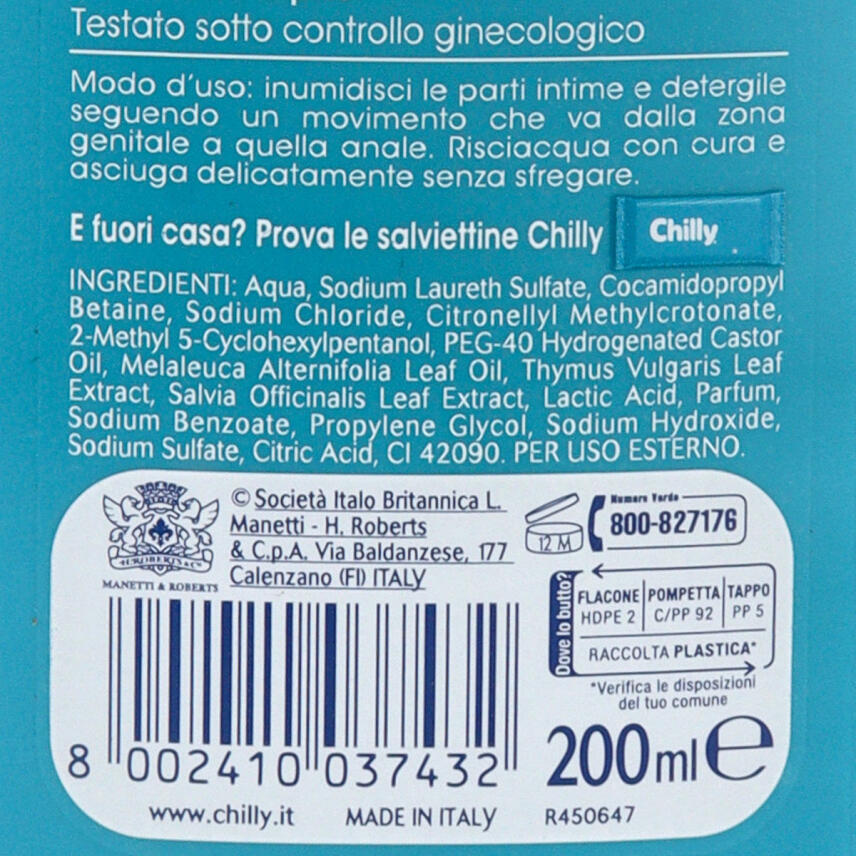 Testato sotto controllo ginecologico
Modo d'uso: inumidisci le parti intime e detergile
seguendo un movimento che va dalla zona
genitale a quella anale. Risciacqua con cura e
asciuga delicatamente senza sfregare.
E fuori casa? Prova le salviettine Chilly
Chilly
INGREDIENTI: Aqua, Sodium Laureth Sulfate, Cocamidopropyl
Betaine, Sodium Chloride, Citronellyl Methylcrotonate,
2-Methyl 5-Cyclohexylpentanol, PEG-40 Hydrogenated Castor
Oil, Melaleuca Alternifolia Leaf Oil, Thymus Vulgaris Leaf
Extract, Salvia Officinalis Leaf Extract, Lactic Acid, Parfum,
Sodium Benzoate, Propylene Glycol, Sodium Hydroxide,
Sodium Sulfate, Citric Acid, CI 42090. PER USO ESTERNO.
H.ROBERTS & Co
MANETTI & ROBERTS
© Società Italo Britannica L.
Manetti - H. Roberts
& C.p.A. Via Baldanzese, 177
Calenzano (FI) ITALY
12 M
Numero Verde
800-827176
Dove lo butto?
FLACONE POMPETTA TAPPO
HDPE 2 C/PP 92 PP 5
RACCOLTA PLASTICA*
*Verifica le disposizioni
del tuo comune
8 002410 037432
200ml e
www.chilly.it MADE IN ITALY R450647